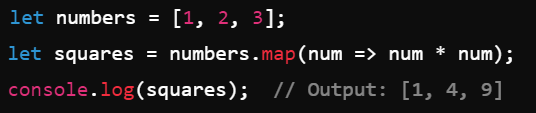 let numbers = [1, 2, 3];
let squares = numbers.map(num => num * num);
console.log(squares);  // Output: [1, 4, 9]